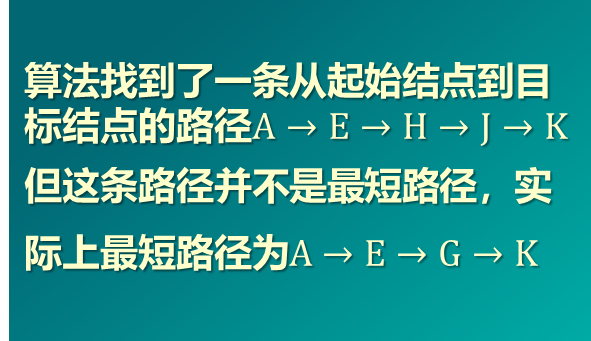 算法找到了一条从起始结点到目
标结点的路径A → E → H → J → K
但这条路径并不是最短路径，实
际上最短路径为A → E → G → K